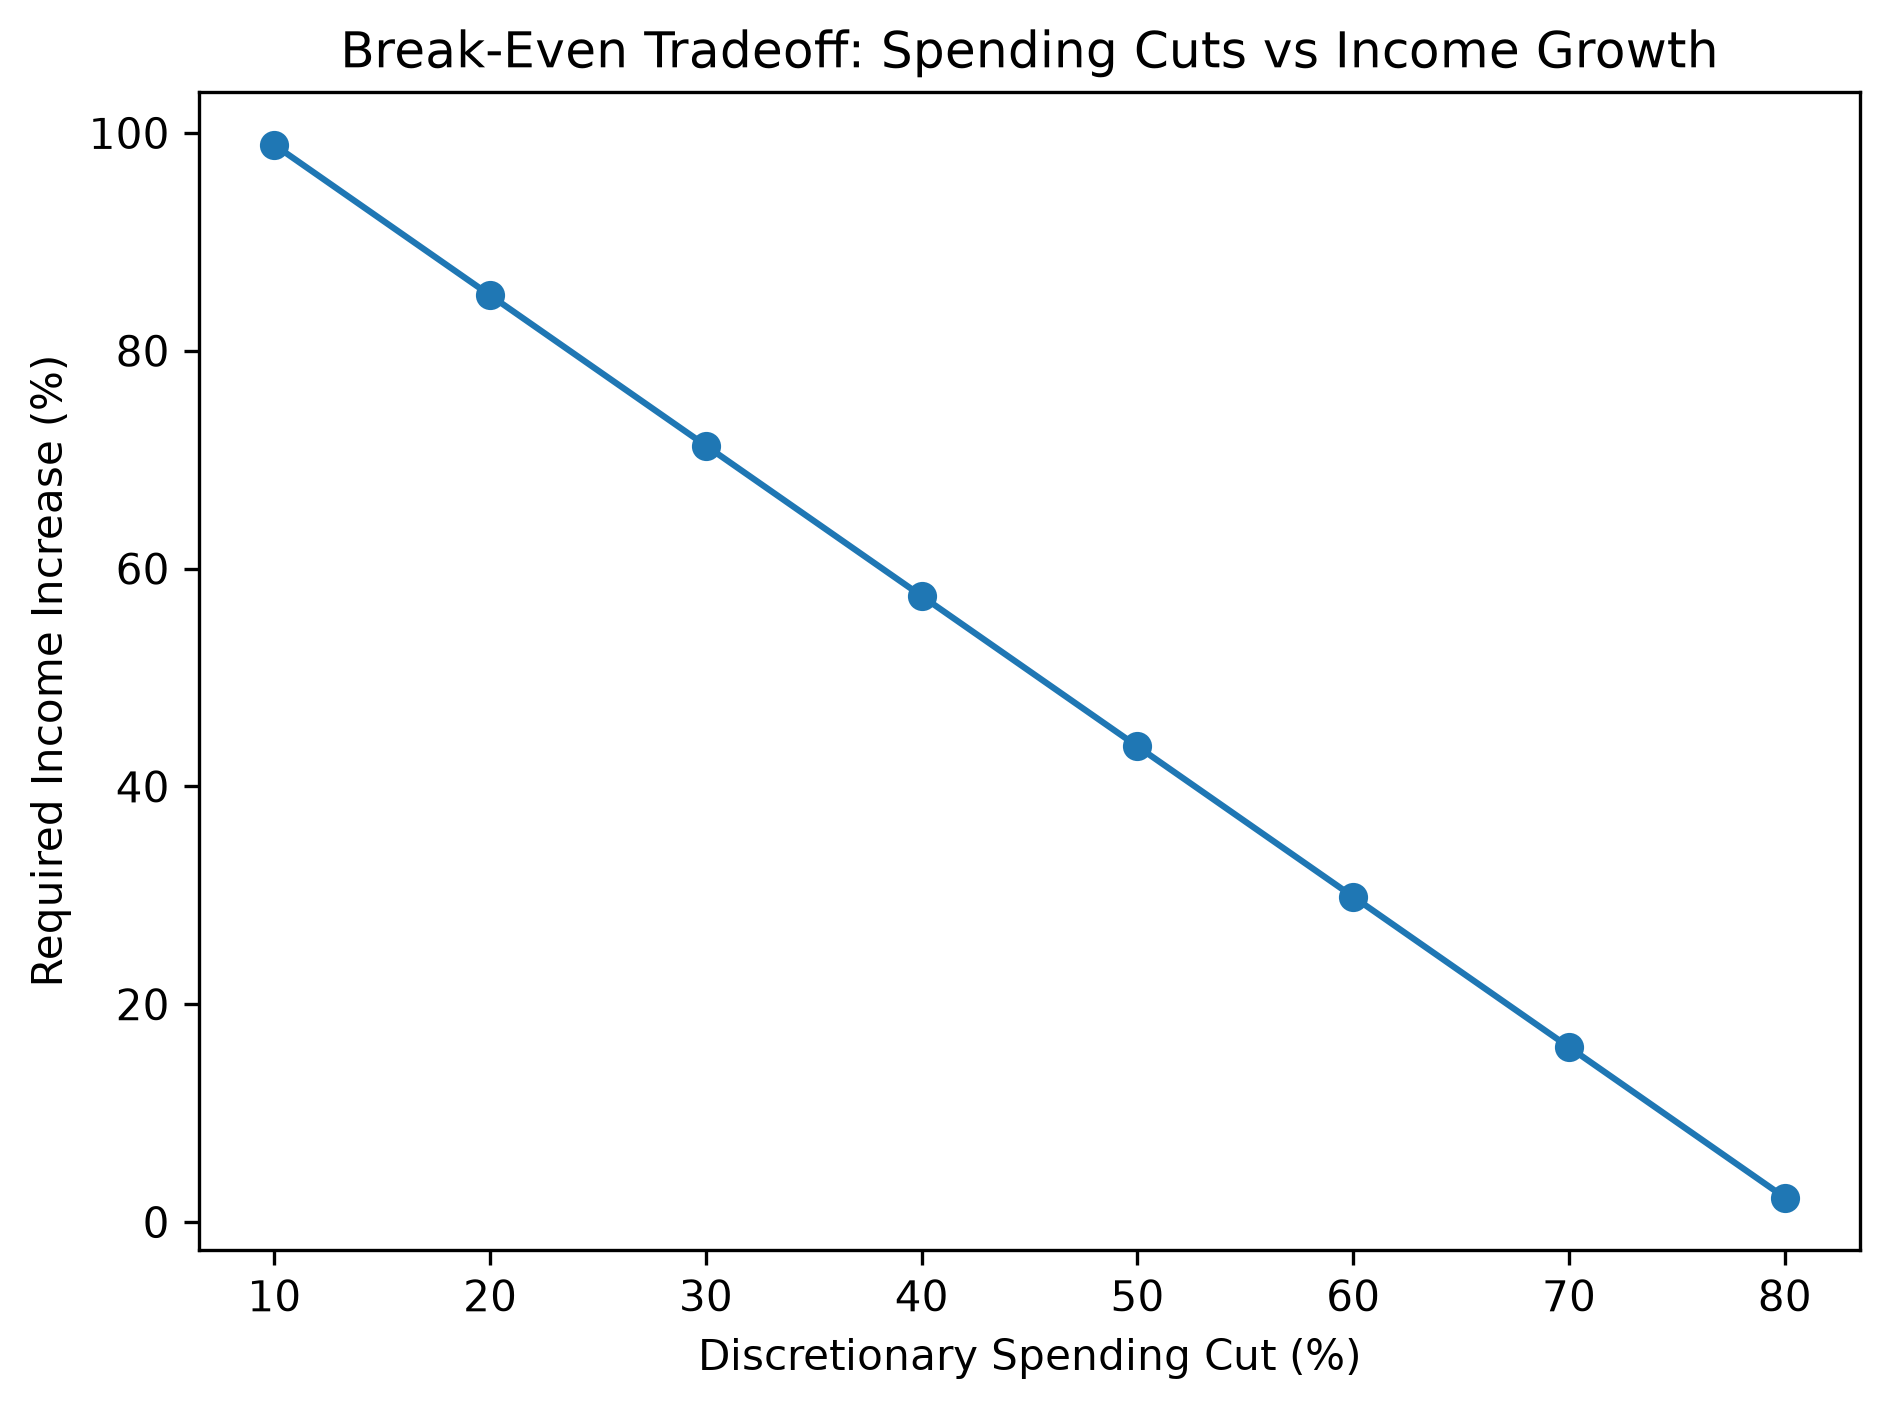 Break-Even Tradeoff: Spending Cuts vs Income Growth
Required Income Increase (%)
100
80
60
40
20
0
10 20 30 40 50 60 70 80
Discretionary Spending Cut (%)